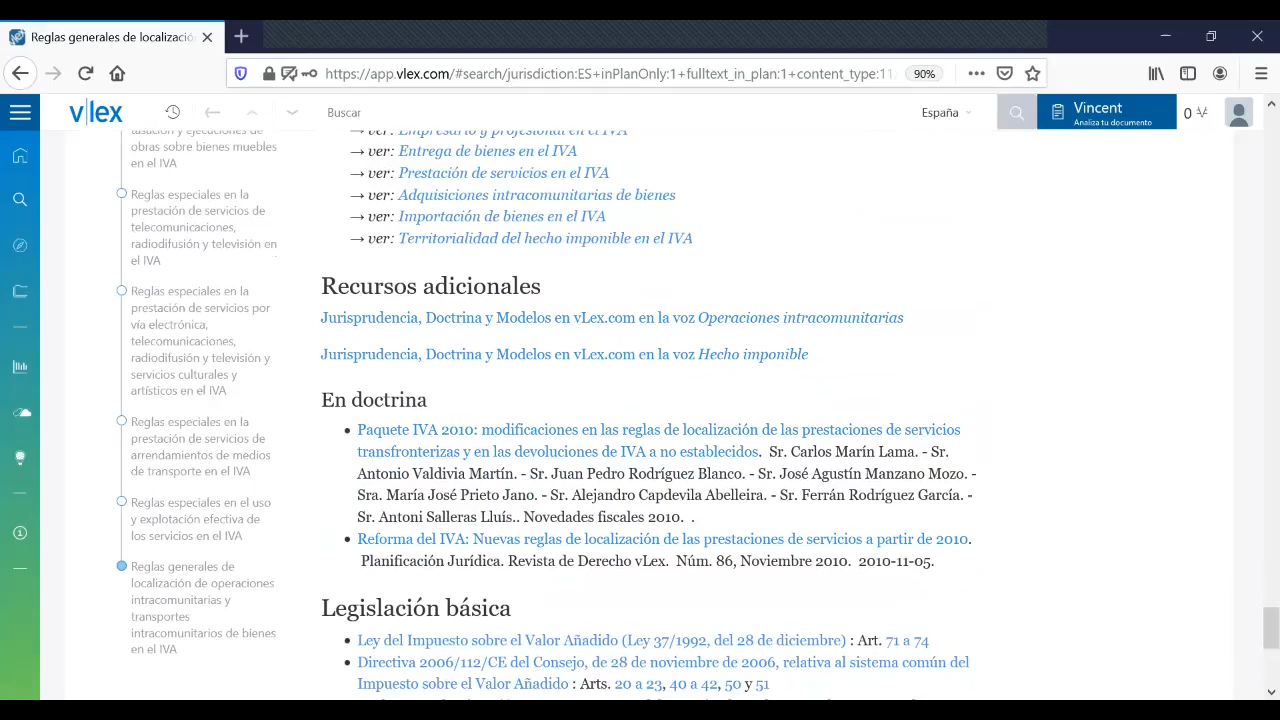 Reglas generales de localizació
https://app.vlex.com/#search/jurisdiction:ES+inPlanOnly:1+fulltext_in_plan:1+content_type:11
90%
v|lex
Buscar
España
Vincent
Analiza tu documento
0
obras sobre bienes muebles
en el IVA
Reglas especiales en la
prestación de servicios de
telecomunicaciones,
radiodifusión y televisión en
el IVA
Reglas especiales en la
prestación de servicios por
vía electrónica,
telecomunicaciones,
radiodifusión y televisión y
servicios culturales y
artísticos en el IVA
Reglas especiales en la
prestación de servicios de
arrendamientos de medios
de transporte en el IVA
Reglas especiales en el uso
y explotación efectiva de
los servicios en el IVA
Reglas generales de
localización de operaciones
intracomunitarias y
transportes
intracomunitarios de bienes
en el IVA
→ ver: Empresario y profesional en el IVA
→ ver: Entrega de bienes en el IVA
→ ver: Prestación de servicios en el IVA
→ ver: Adquisiciones intracomunitarias de bienes
→ ver: Importación de bienes en el IVA
→ ver: Territorialidad del hecho imponible en el IVA
Recursos adicionales
Jurisprudencia, Doctrina y Modelos en vLex.com en la voz Operaciones intracomunitarias
Jurisprudencia, Doctrina y Modelos en vLex.com en la voz Hecho imponible
En doctrina
• Paquete IVA 2010: modificaciones en las reglas de localización de las prestaciones de servicios
transfronterizas y en las devoluciones de IVA a no establecidos. Sr. Carlos Marín Lama. - Sr.
Antonio Valdivia Martín. - Sr. Juan Pedro Rodríguez Blanco. - Sr. José Agustín Manzano Mozo. -
Sra. María José Prieto Jano. - Sr. Alejandro Capdevila Abelleira. - Sr. Ferrán Rodríguez García. -
Sr. Antoni Salleras Lluís.. Novedades fiscales 2010. .
• Reforma del IVA: Nuevas reglas de localización de las prestaciones de servicios a partir de 2010.
Planificación Jurídica. Revista de Derecho vLex. Núm. 86, Noviembre 2010. 2010-11-05.
Legislación básica
• Ley del Impuesto sobre el Valor Añadido (Ley 37/1992, del 28 de diciembre) : Art. 71 a 74
• Directiva 2006/112/CE del Consejo, de 28 de noviembre de 2006, relativa al sistema común del
Impuesto sobre el Valor Añadido : Arts. 20 a 23, 40 a 42, 50 y 51